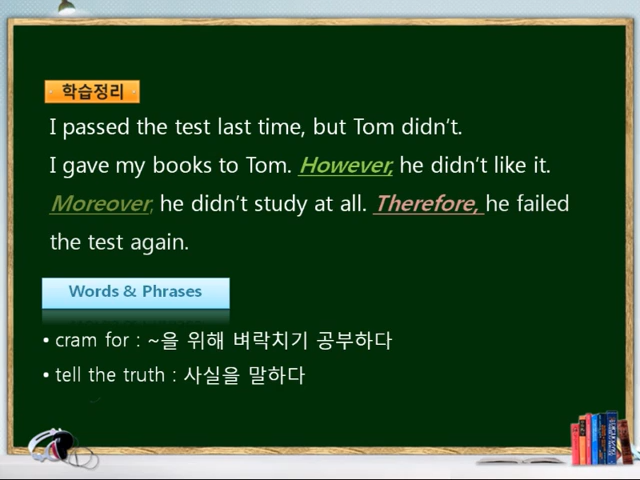 학습정리
I passed the test last time, but Tom didn't.
I gave my books to Tom. However, he didn't like it.
Moreover, he didn't study at all. Therefore, he failed
the test again.
Words & Phrases
• cram for : ~을 위해 벼락치기 공부하다
• tell the truth : 사실을 말하다